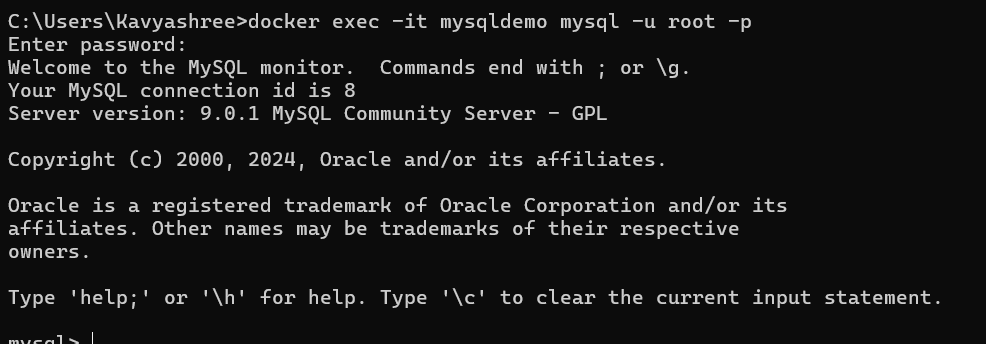 C:\Users\Kavyashree>docker exec -it mysqldemo mysql -u root -p
Enter password:
Welcome to the MySQL monitor.  Commands end with ; or \g.
Your MySQL connection id is 8
Server version: 9.0.1 MySQL Community Server - GPL
Copyright (c) 2000, 2024, Oracle and/or its affiliates.
Oracle is a registered trademark of Oracle Corporation and/or its
affiliates. Other names may be trademarks of their respective
owners.
Type 'help;' or '\h' for help. Type '\c' to clear the current input statement.
mysql>